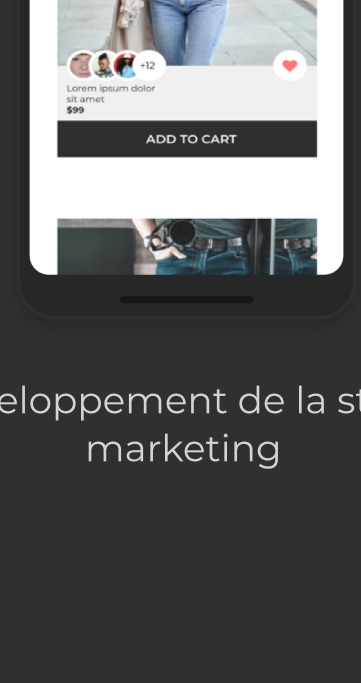 +12
Lorem ipsum dolor
sit amet
$99
ADD TO CART
eloppement de la st
marketing